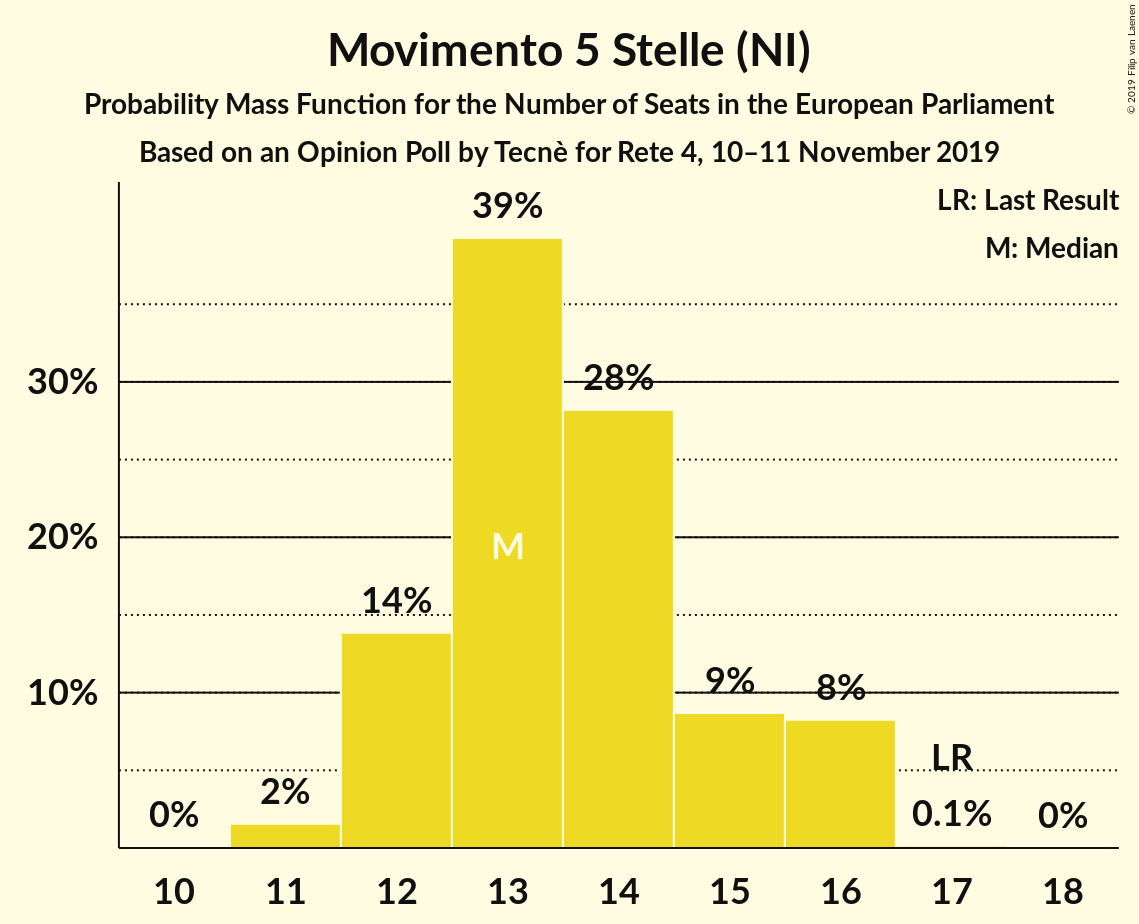 Movimento 5 Stelle (NI)
Probability Mass Function for the Number of Seats in the European Parliament
Based on an Opinion Poll by Tecnè for Rete 4, 10–11 November 2019
© 2019 Filip van Laenen
LR: Last Result
M: Median
39%
30%
28%
20%
M
14%
10%
9%
8%
LR
2%
0%
0.1%
0%
10 11 12 13 14 15 16 17 18